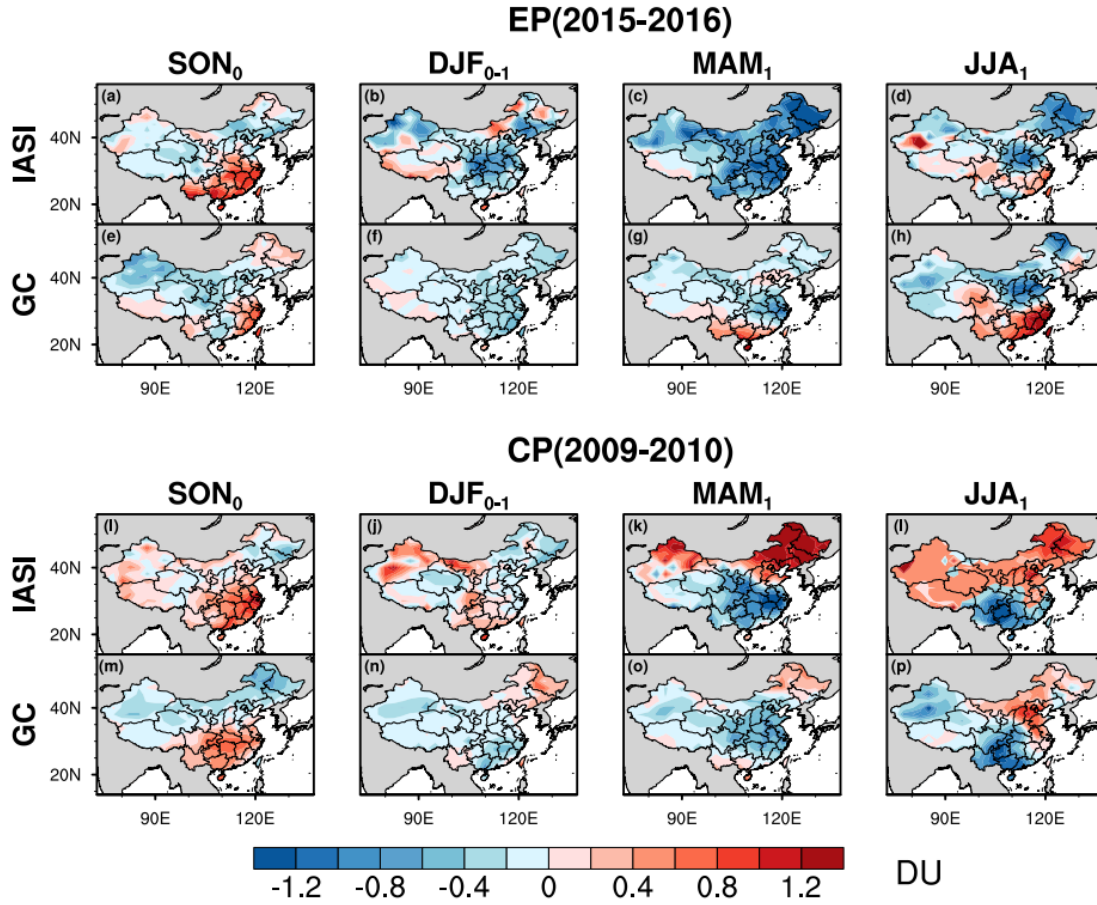 EP(2015-2016)
SON0 DJF0-1 MAM1 JJA1
IASI
(a) (b) (c) (d)
40N
20N
GC
(e) (f) (g) (h)
40N
20N
90E 120E 90E 120E 90E 120E 90E 120E
CP(2009-2010)
SON0 DJF0-1 MAM1 JJA1
IASI
(l) (j) (k) (l)
40N
20N
GC
(m) (n) (o) (p)
40N
20N
90E 120E 90E 120E 90E 120E 90E 120E
-1.2 -0.8 -0.4 0 0.4 0.8 1.2 DU